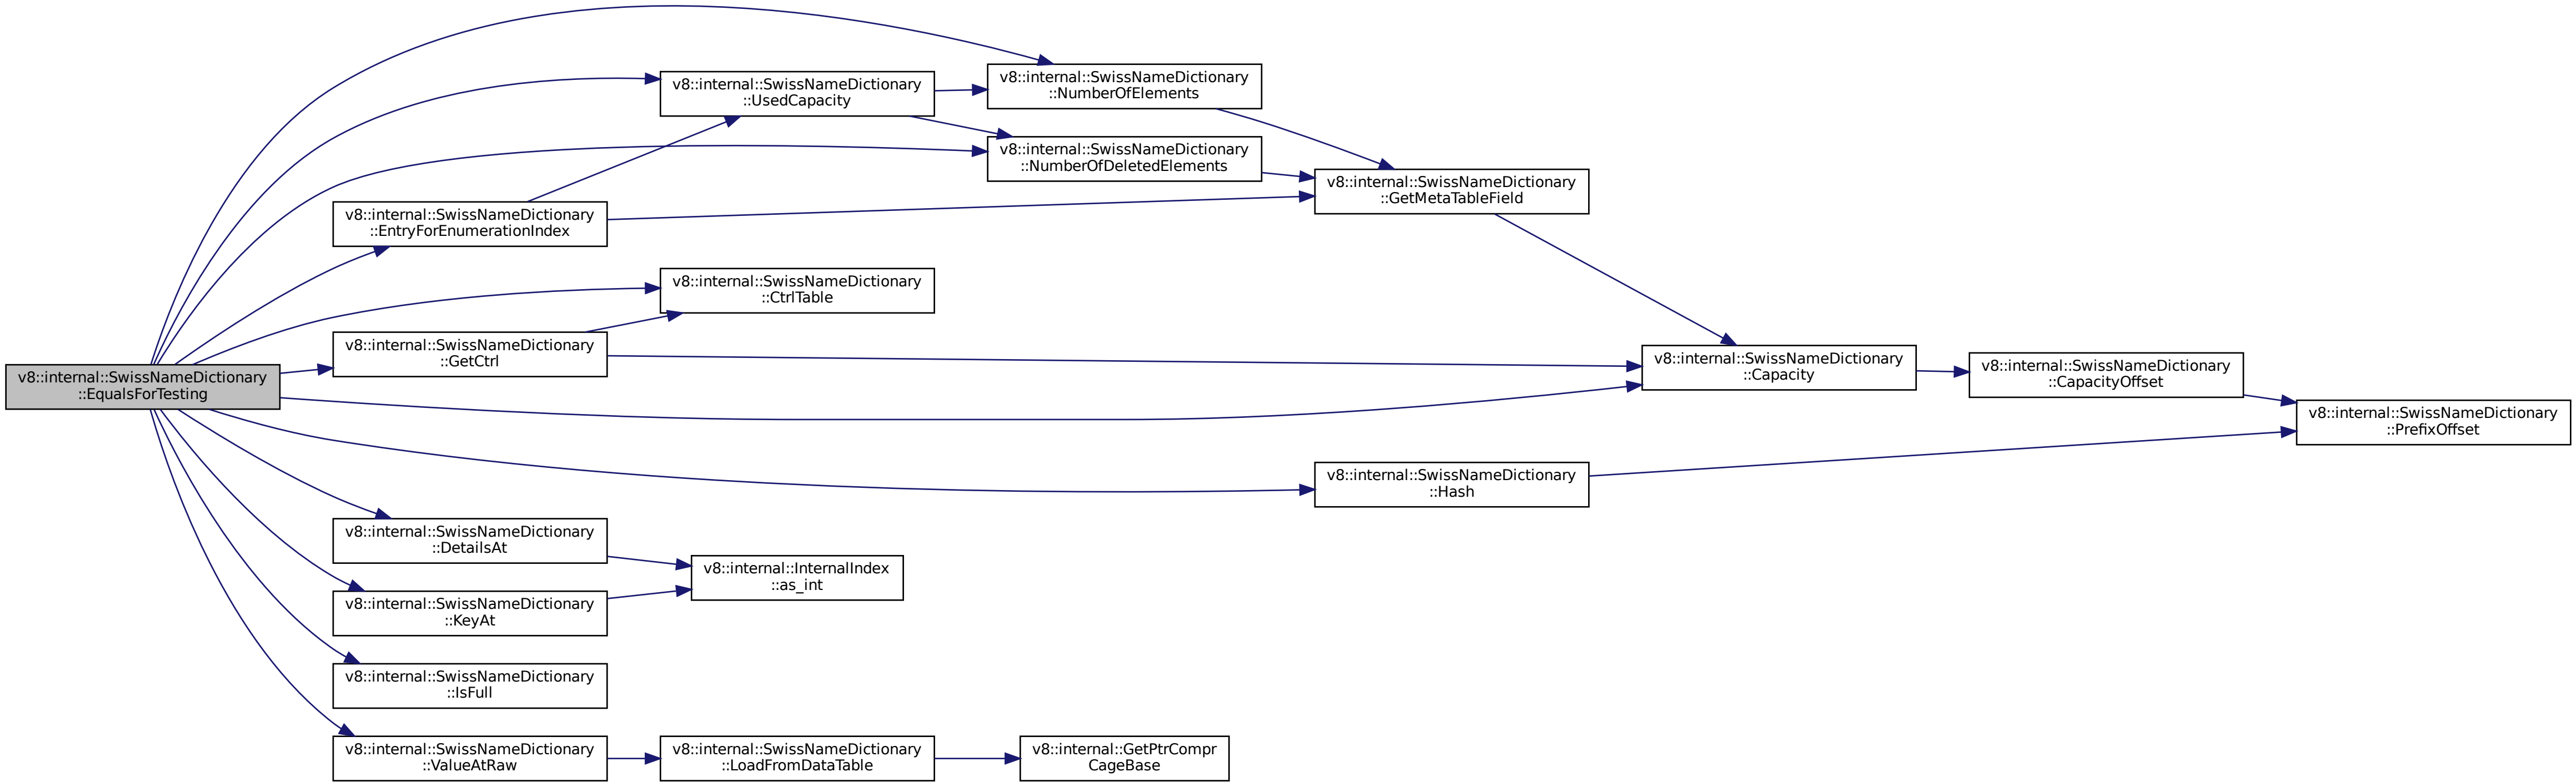 v8::internal::SwissNameDictionary
::EqualsForTesting
v8::internal::SwissNameDictionary
::EntryForEnumerationIndex
v8::internal::SwissNameDictionary
::GetCtrl
v8::internal::SwissNameDictionary
::DetailsAt
v8::internal::SwissNameDictionary
::KeyAt
v8::internal::SwissNameDictionary
::IsFull
v8::internal::SwissNameDictionary
::ValueAtRaw
v8::internal::SwissNameDictionary
::UsedCapacity
v8::internal::SwissNameDictionary
::CtrlTable
v8::internal::InternalIndex
::as_int
v8::internal::SwissNameDictionary
::LoadFromDataTable
v8::internal::SwissNameDictionary
::NumberOfElements
v8::internal::SwissNameDictionary
::NumberOfDeletedElements
v8::internal::GetPtrCompr
CageBase
v8::internal::SwissNameDictionary
::GetMetaTableField
v8::internal::SwissNameDictionary
::Hash
v8::internal::SwissNameDictionary
::Capacity
v8::internal::SwissNameDictionary
::CapacityOffset
v8::internal::SwissNameDictionary
::PrefixOffset